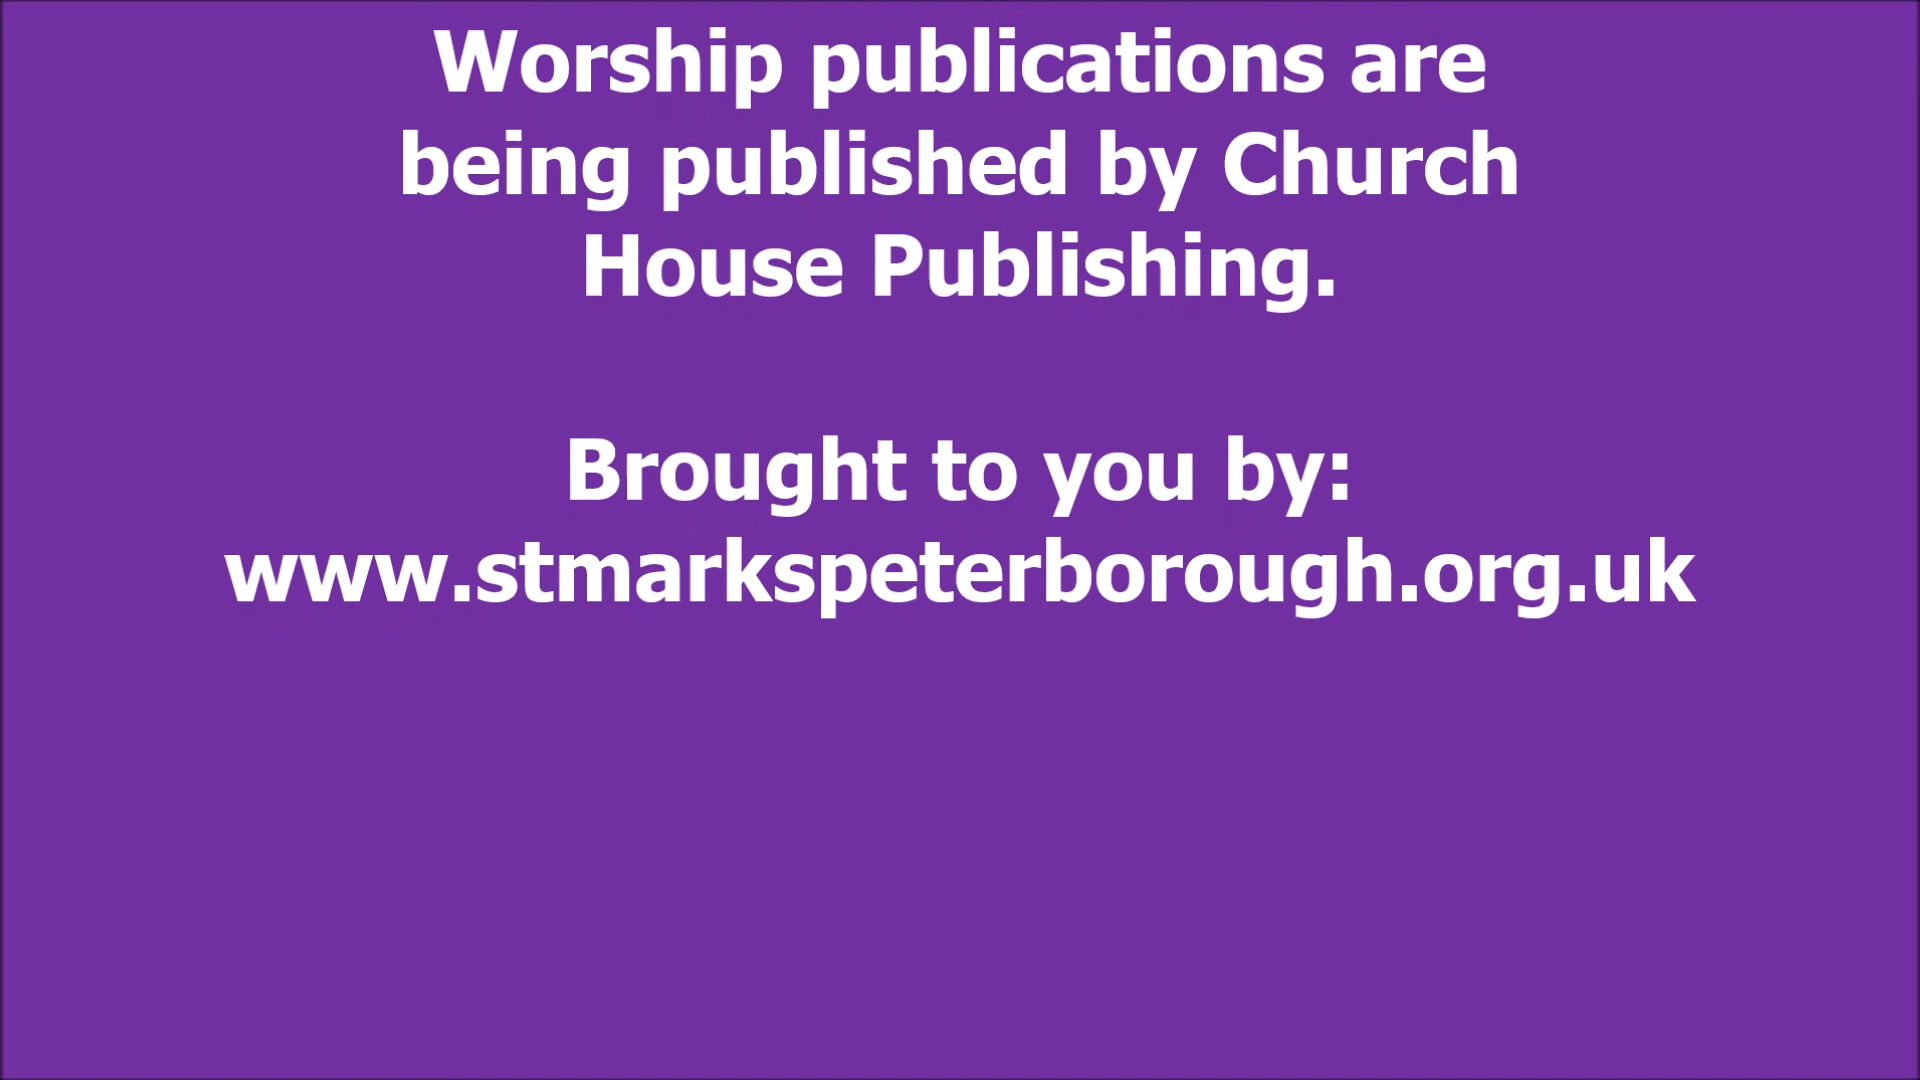 Worship publications are
being published by Church
House Publishing.
Brought to you by:
www.stmarkspeterborough.org.uk